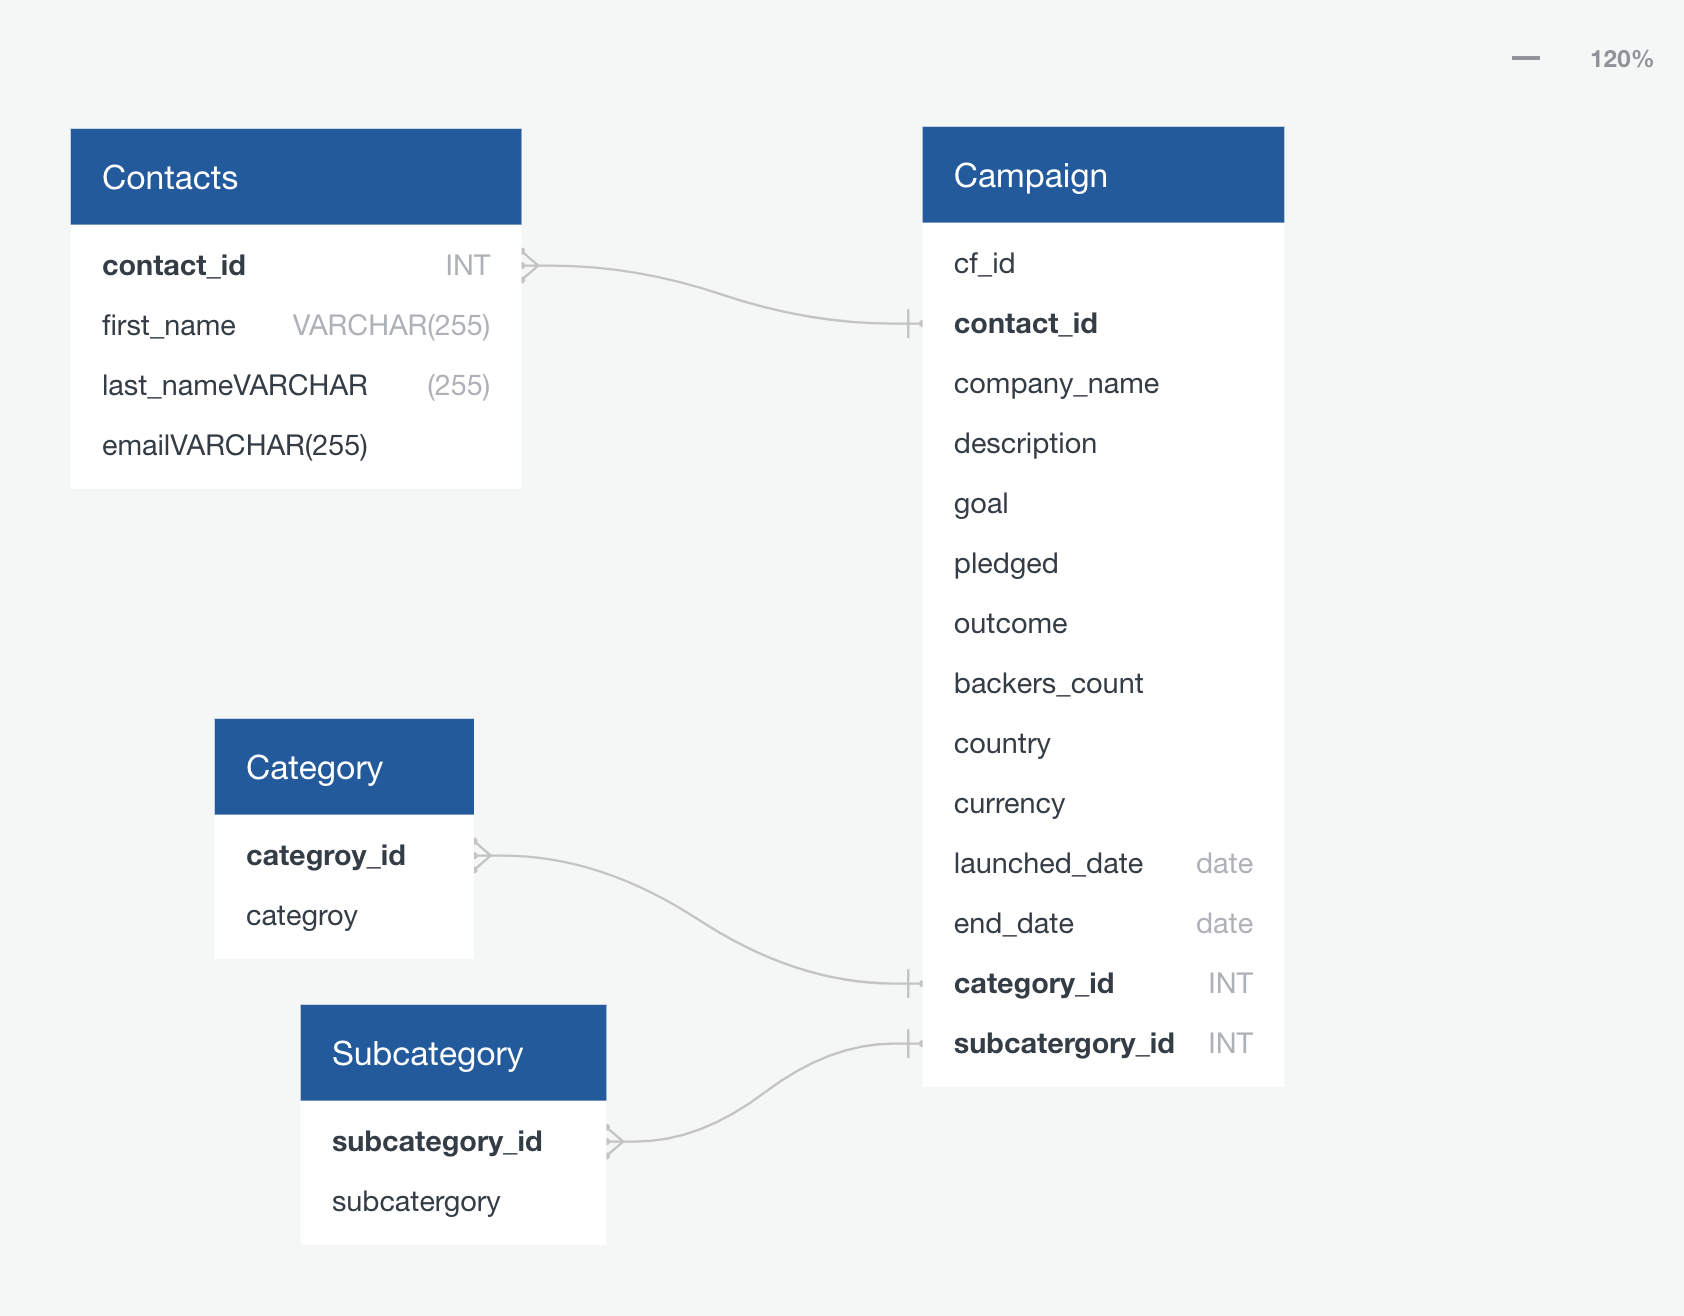 120%
Contacts
contact_id INT
first_name VARCHAR(255)
last_nameVARCHAR (255)
emailVARCHAR(255)
Campaign
cf_id
contact_id
company_name
description
goal
pledged
outcome
backers_count
country
currency
launched_date date
end_date date
category_id INT
subcatergory_id INT
Category
categroy_id
categroy
Subcategory
subcategory_id
subcatergory